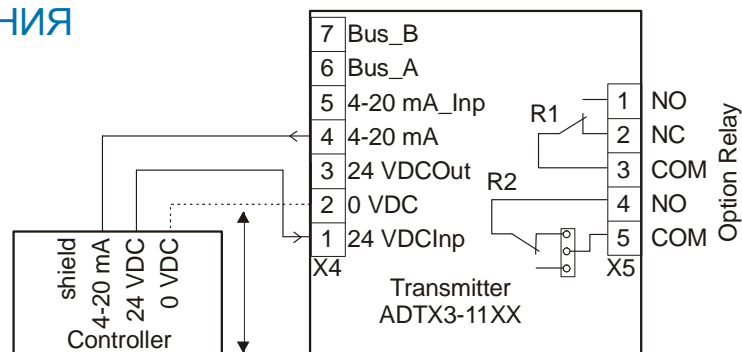 НИЯ
7 Bus_B
6 Bus_A
5 4-20 mA_Inp
4 4-20 mA
3 24 VDCOut
2 0 VDC
1 24 VDCInp
X4
R1
R2
1 NO
2 NC
3 COM
4 NO
5 COM
X5
Option Relay
Transmitter
ADTX3-11XX
shield
4-20 mA
24 VDC
0 VDC
Controller